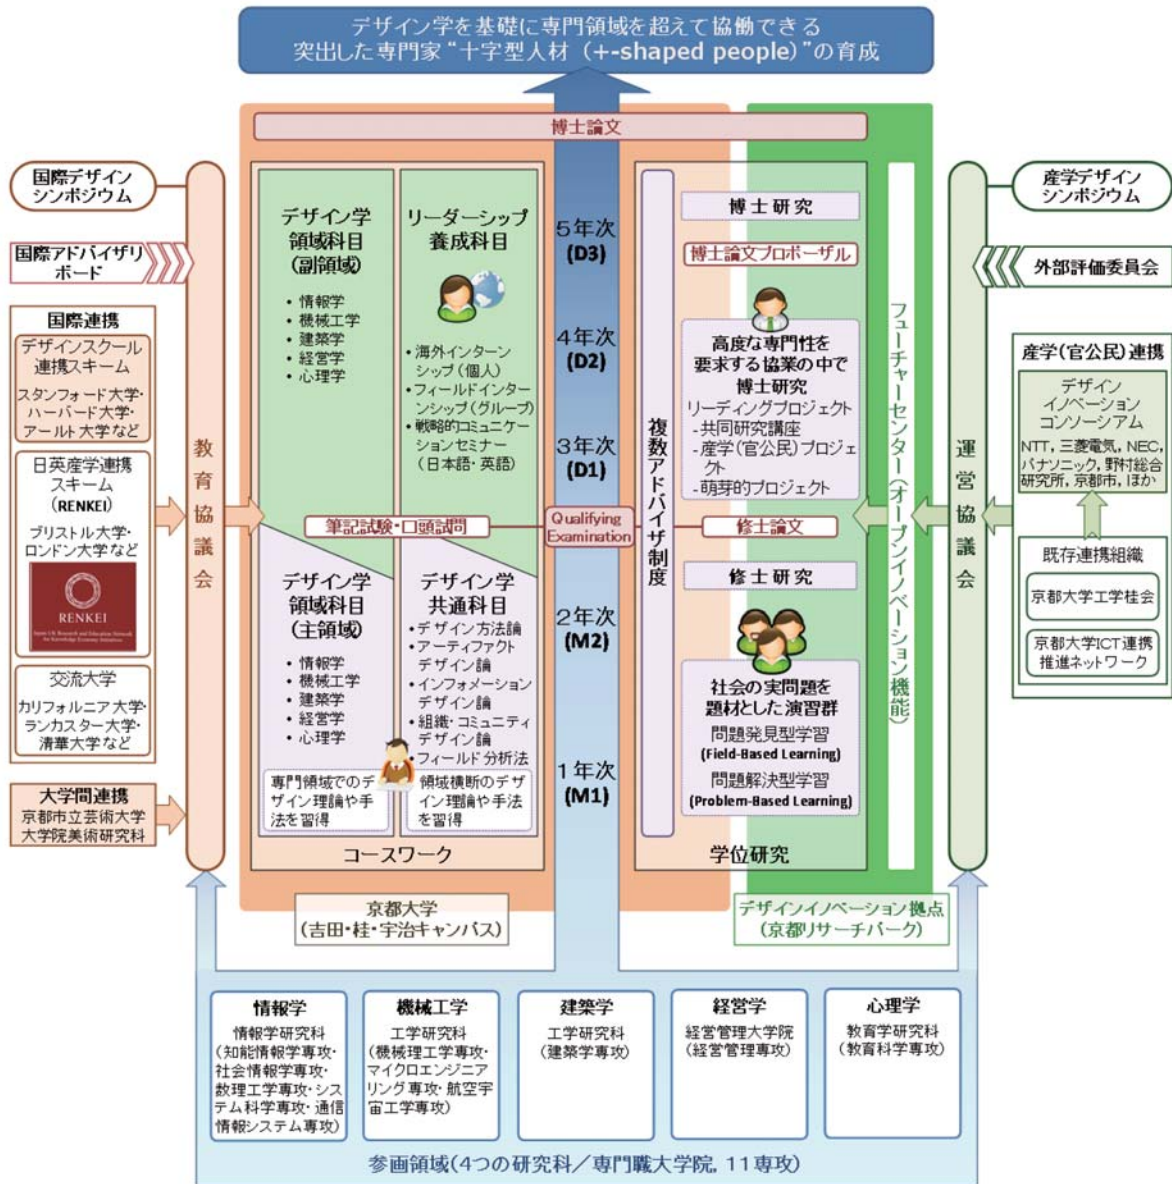 デザイン学を基礎に専門領域を超えて協働できる
突出した専門家“十字型人材（+-shaped people）”の育成
博士論文
国際デザイン
シンポジウム
国際アドバイザリ
ボード
国際連携
デザインスクール
連携スキーム
スタンフォード大学・
ハーバード大学・
アールト大学など
日英産学連携
スキーム
(RENKEI)
ブリストル大学・
ロンドン大学など
RENKEI
Japan-UK Research and Education Network
for Knowledge Economy Initiatives
交流大学
カリフォルニア大学・
ランカスター大学・
清華大学など
大学間連携
京都市立芸術大学
大学院美術研究科
教育協議会
デザイン学
領域科目
(副領域)
• 情報学
• 機械工学
• 建築学
• 経営学
• 心理学
リーダーシップ
養成科目
• 海外インターン
シップ(個人)
• フィールドインター
ンシップ(グループ)
• 戦略的コミュニケー
ションセミナー
(日本語・英語)
筆記試験・口頭試問
Qualifying
Examination
デザイン学
領域科目
(主領域)
• 情報学
• 機械工学
• 建築学
• 経営学
• 心理学
専門領域でのデ
ザイン理論や手
法を習得
デザイン学
共通科目
• デザイン方法論
• アーティファクト
デザイン論
• インフォメーション
デザイン論
• 組織・コミュニティ
デザイン論
• フィールド分析法
領域横断のデ
ザイン理論や手
法を習得
コースワーク
5年次
(D3)
4年次
(D2)
3年次
(D1)
2年次
(M2)
1年次
(M1)
複数アドバイザ制度
博士研究
博士論文プロポーザル
高度な専門性を
要求する協業の中で
博士研究
リーディングプロジェクト
-共同研究講座
-産学(官公民)プロジェ
クト
-萌芽的プロジェクト
修士論文
修士研究
社会の実問題を
題材とした演習群
問題発見型学習
(Field-Based Learning)
問題解決型学習
(Problem-Based Learning)
学位研究
フューチャーセンター(オープンイノベーション機能)
運営協議会
産学デザイン
シンポジウム
外部評価委員会
産学(官公民)連携
デザイン
イノベーション
コンソーシアム
NTT, 三菱電気, NEC,
パナソニック, 野村総合
研究所, 京都市, ほか
既存連携組織
京都大学工学桂会
京都大学ICT連携
推進ネットワーク
京都大学
(吉田・桂・宇治キャンパス)
デザインイノベーション拠点
(京都リサーチパーク)
情報学
情報学研究科
(知能情報学専攻・
社会情報学専攻・
数理工学専攻・シス
テム科学専攻・通信
情報システム専攻)
機械工学
工学研究科
(機械理工学専攻・
マイクロエンジニア
リング専攻・航空宇
宙工学専攻)
建築学
工学研究科
(建築学専攻)
経営学
経営管理大学院
(経営管理専攻)
心理学
教育学研究科
(教育科学専攻)
参画領域(4つの研究科／専門職大学院, 11専攻)